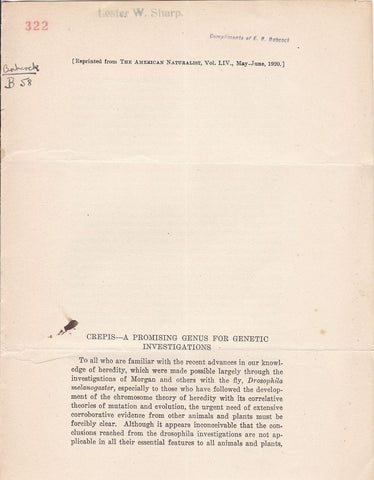 Lester W. Sharp.
322
Compliments of E. B. Babcock
[Reprinted from THE AMERICAN NATURALIST, Vol. LIV., May-June, 1920.]
Babcock
B 58
CREPIS—A PROMISING GENUS FOR GENETIC
INVESTIGATIONS
To all who are familiar with the recent advances in our knowl-
edge of heredity, which were made possible largely through the
investigations of Morgan and others with the fly, Drosophila
melanogaster, especially to those who have followed the develop-
ment of the chromosome theory of heredity with its correlative
theories of mutation and evolution, the urgent need of extensive
corroborative evidence from other animals and plants must be
forcibly clear. Although it appears inconceivable that the con-
clusions reached from the drosophila investigations are not ap-
plicable in all their essential features to all animals and plants,